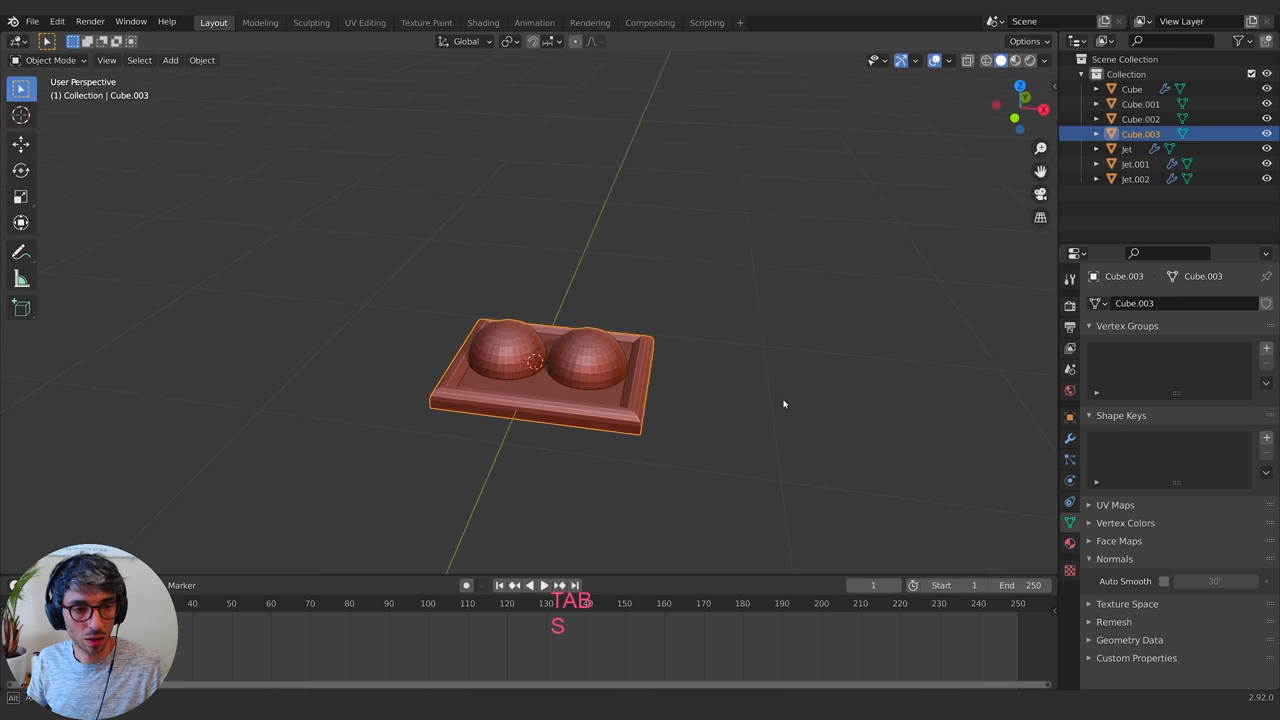 File Edit Render Window Help
Layout Modeling Sculpting UV Editing Texture Paint Shading Animation Rendering Compositing Scripting +
Scene
View Layer
Global
Options
Object Mode View Select Add Object
User Perspective
(1) Collection | Cube.003
Z
Y
X
Scene Collection
Collection
Cube
Cube.001
Cube.002
Cube.003
Jet
Jet.001
Jet.002
Cube.003 Cube.003
Cube.003
Vertex Groups
Shape Keys
UV Maps
Vertex Colors
Face Maps
Normals
Auto Smooth 30°
Texture Space
Remesh
Geometry Data
Custom Properties
Marker
1 Start 1 End 250
40 50 60 70 80 90 100 110 120 130 140 150 160 170 180 190 200 210 220 230 240 250
TAB
S
Alt
2.92.0